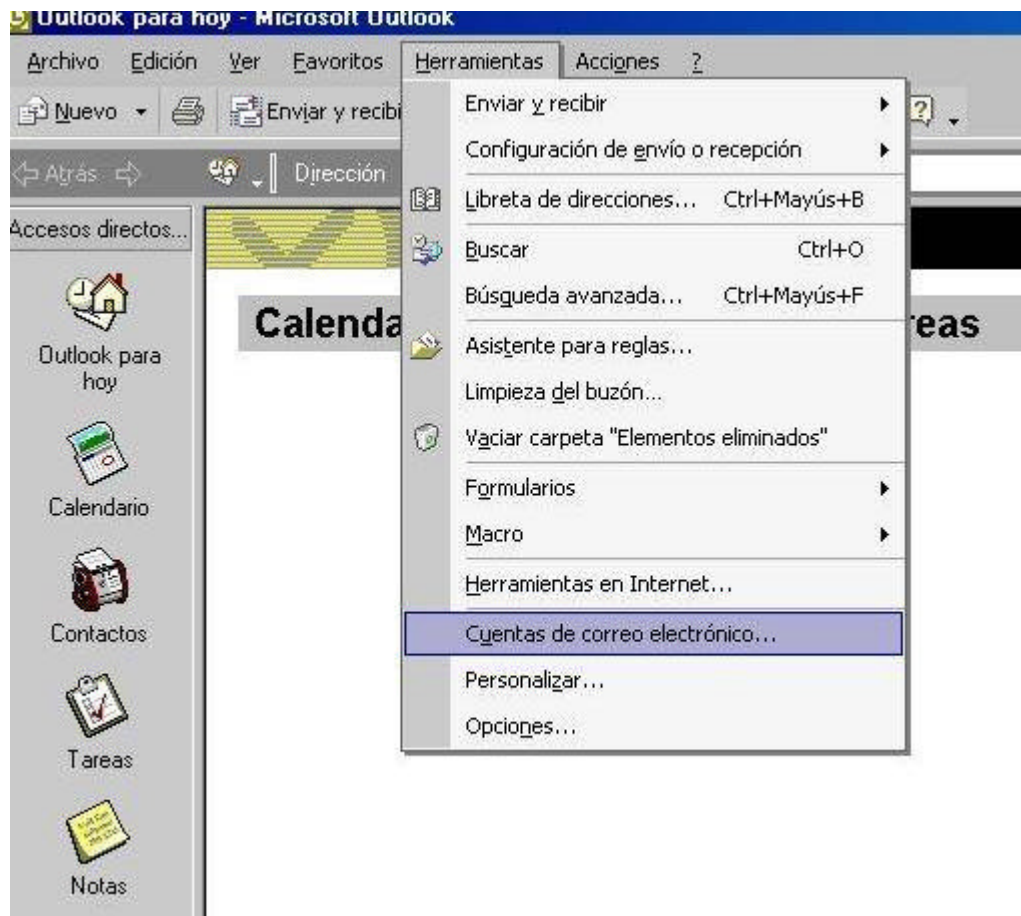 Outlook para hoy - Microsoft Outlook
Archivo Edición Ver Favoritos Herramientas Acciones ?
Nuevo Enviar y recibi
Atrás Dirección
Accesos directos...
Outlook para
hoy
Calendario
Contactos
Tareas
Notas
Calenda
reas
Enviar y recibir
Configuración de envío o recepción
Libreta de direcciones... Ctrl+Mayús+B
Buscar Ctrl+O
Búsqueda avanzada... Ctrl+Mayús+F
Asistente para reglas...
Limpieza del buzón...
Vaciar carpeta "Elementos eliminados"
Formularios
Macro
Herramientas en Internet...
Cuentas de correo electrónico...
Personalizar...
Opciones...